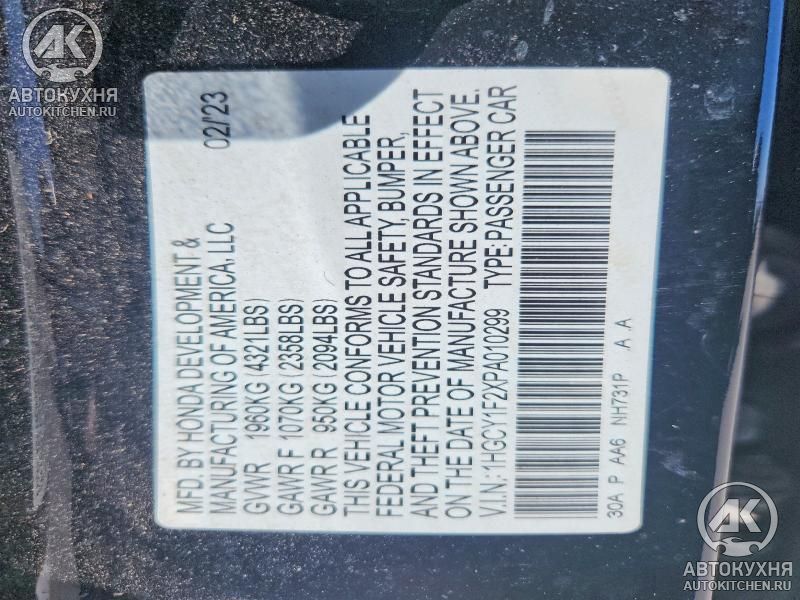 AK
АВТОКУХНЯ
AUTOKITCHEN.RU
MFD. BY HONDA DEVELOPMENT &
MANUFACTURING OF AMERICA, LLC 02/'23
GVWR 1960KG 4321LBS)
GAWR F 1070KG 2358LBS)
GAWR R 950KG 2094LBS)
THIS VEHICLE CONFORMS TO ALL APPLICABLE
FEDERAL MOTOR VEHICLE SAFETY, BUMPER,
AND THEFT PREVENTION STANDARDS IN EFFECT
ON THE DATE OF MANUFACTURE SHOWN ABOVE.
V.I.N.:1HGCY1F2XPA010299 TYPE:PASSENGER CAR
30A P AA6 NH731P A A
AK
АВТОКУХНЯ
AUTOKITCHEN.RU